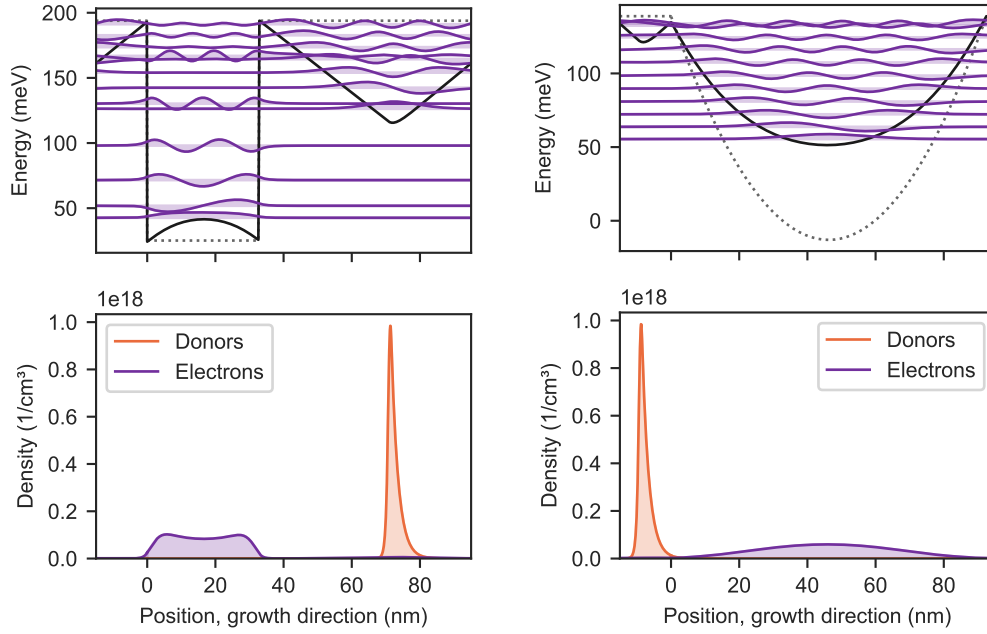 200
150
100
50
Energy (meV)
100
50
0
Energy (meV)
1e18
1.0
0.8
0.6
0.4
0.2
0.0
Density (1/cm³)
Donors
Electrons
0 20 40 60 80
Position, growth direction (nm)
1e18
1.0
0.8
0.6
0.4
0.2
0.0
Density (1/cm³)
Donors
Electrons
0 20 40 60 80
Position, growth direction (nm)